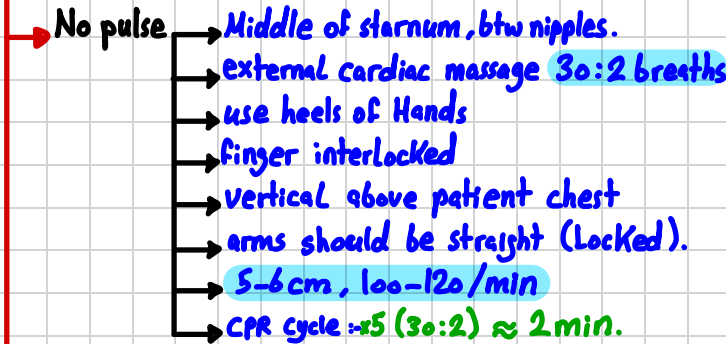 No pulse
Middle of starnum, btw nipples.
external cardiac massage 30:2 breaths
use heels of Hands
finger interlocked
vertical above patient chest
arms should be straight (Locked).
5-6cm, 100-120/min
CPR cycle :- x5 (30:2) ≈ 2min.